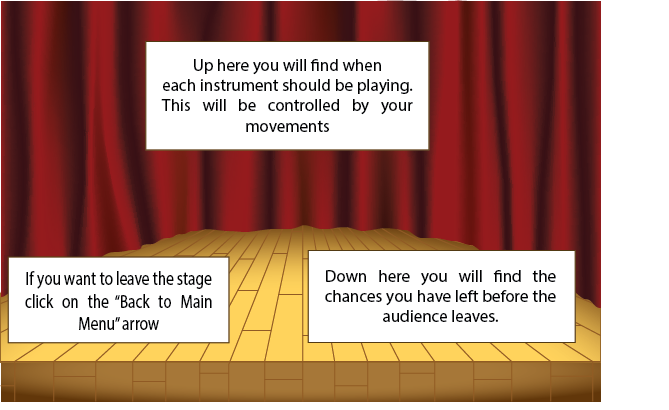 Up here you will find when
each instrument should be playing.
This will be controlled by your
movements
If you want to leave the stage
click on the “Back to Main
Menu” arrow
Down here you will find the
chances you have left before the
audience leaves.